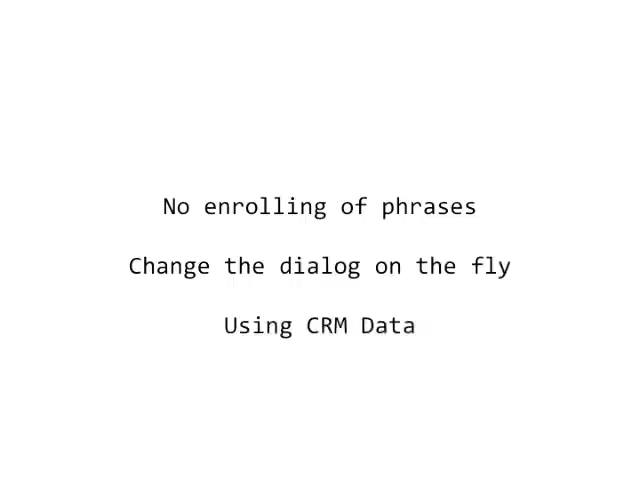 No enrolling of phrases
Change the dialog on the fly
Using CRM Data